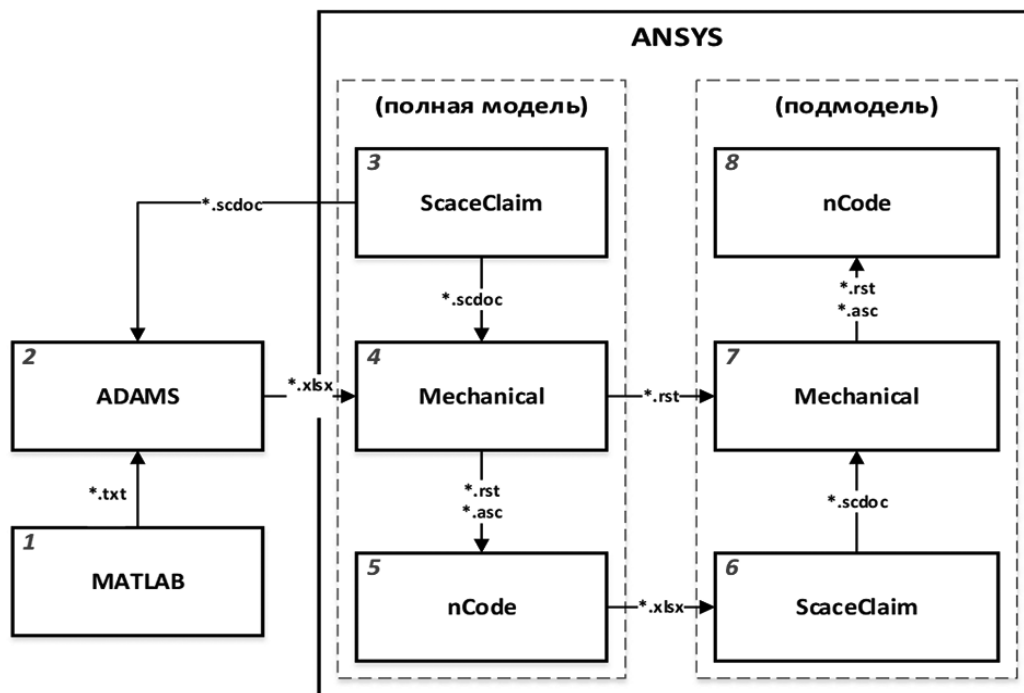 ANSYS
(полная модель)
(подмодель)
3
ScaceClaim
8
nCode
*.scdoc
*.scdoc
*.rst
*.asc
2
ADAMS
*.xlsx
4
Mechanical
*.rst
7
Mechanical
*.txt
*.rst
*.asc
*.scdoc
1
MATLAB
5
nCode
*.xlsx
6
ScaceClaim